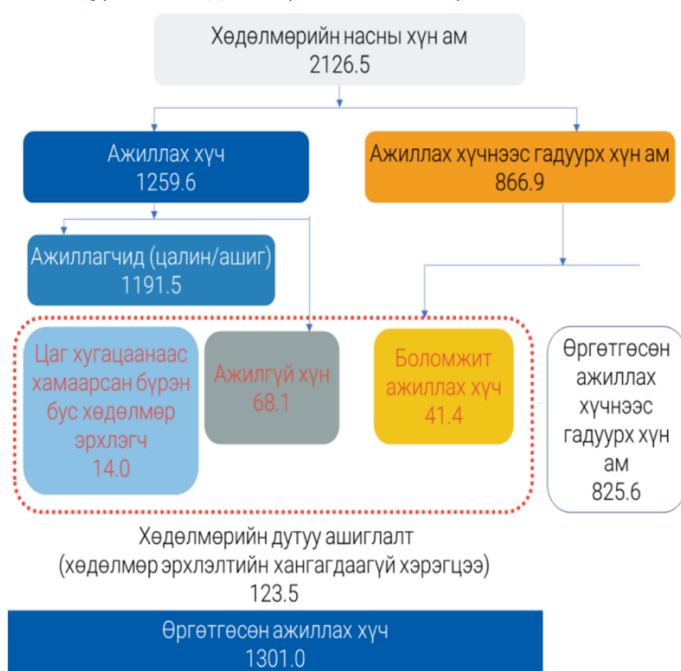 Хөдөлмөрийн насны хүн ам
2126.5
Ажиллах хүч
1259.6
Ажиллах хүчнээс гадуурх хүн ам
866.9
Ажиллагчид (цалин/ашиг)
1191.5
Цаг хугацаанаас
хамаарсан бүрэн
бус хөдөлмөр
эрхлэгч
14.0
Ажилгүй хүн
68.1
Боломжит
ажиллах хүч
41.4
Өргөтгөсөн
ажиллах
хүчнээс
гадуурх хүн
ам
825.6
Хөдөлмөрийн дутуу ашиглалт
(хөдөлмөр эрхлэлтийн хангагдаагүй хэрэгцээ)
123.5
Өргөтгөсөн ажиллах хүч
1301.0